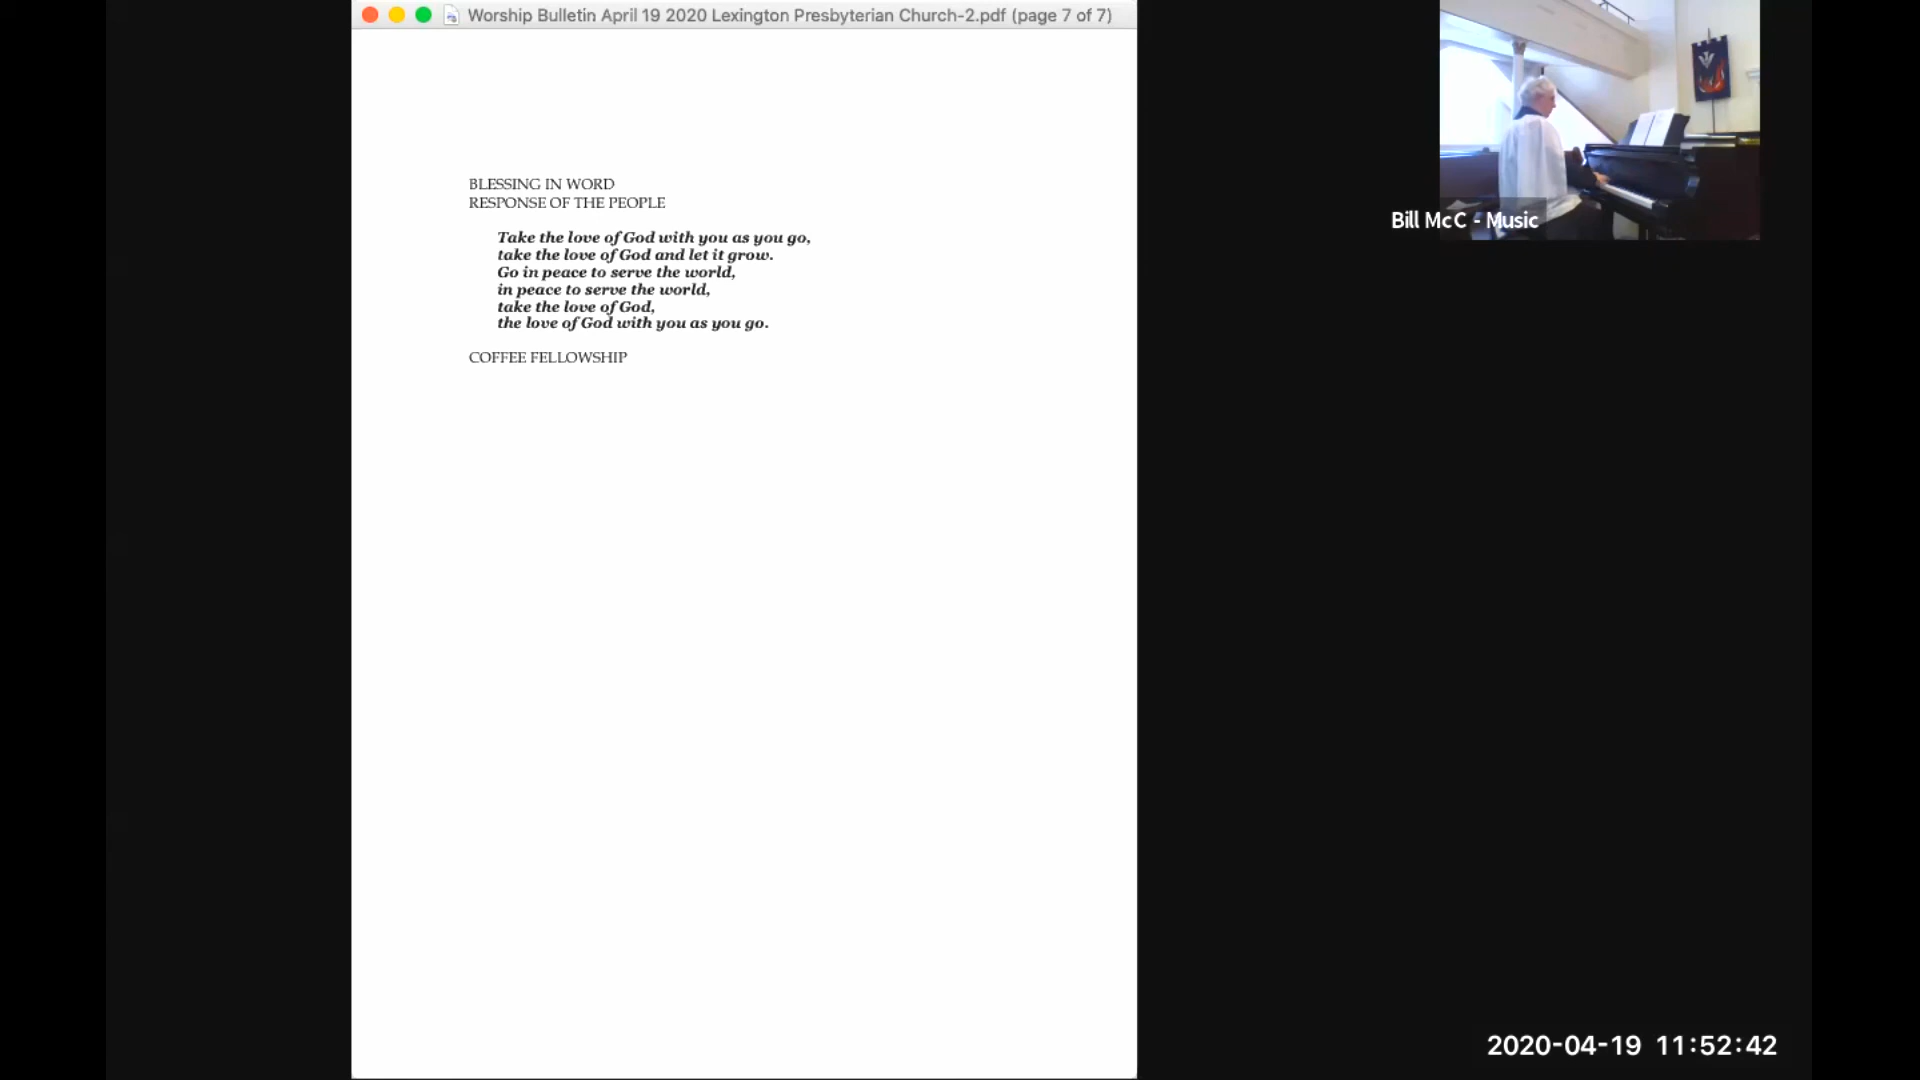 Worship Bulletin April 19 2020 Lexington Presbyterian Church-2.pdf (page 7 of 7)
BLESSING IN WORD
RESPONSE OF THE PEOPLE
Take the love of God with you as you go,
take the love of God and let it grow.
Go in peace to serve the world,
in peace to serve the world,
take the love of God,
the love of God with you as you go.
COFFEE FELLOWSHIP
Bill McC - Music
2020-04-19 11:52:42